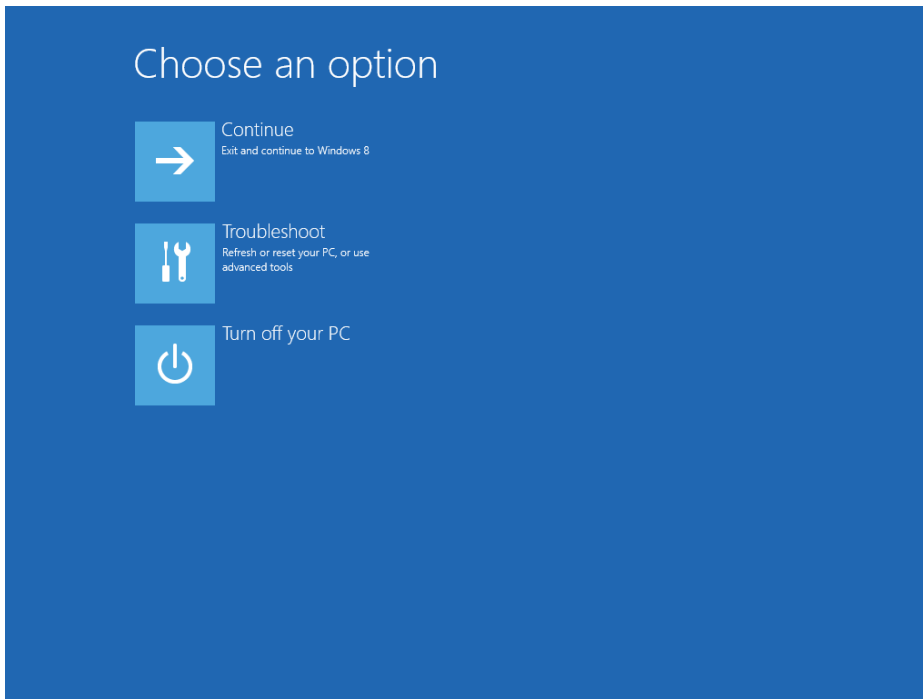 Choose an option
Continue
Exit and continue to Windows 8
Troubleshoot
Refresh or reset your PC, or use
advanced tools
Turn off your PC